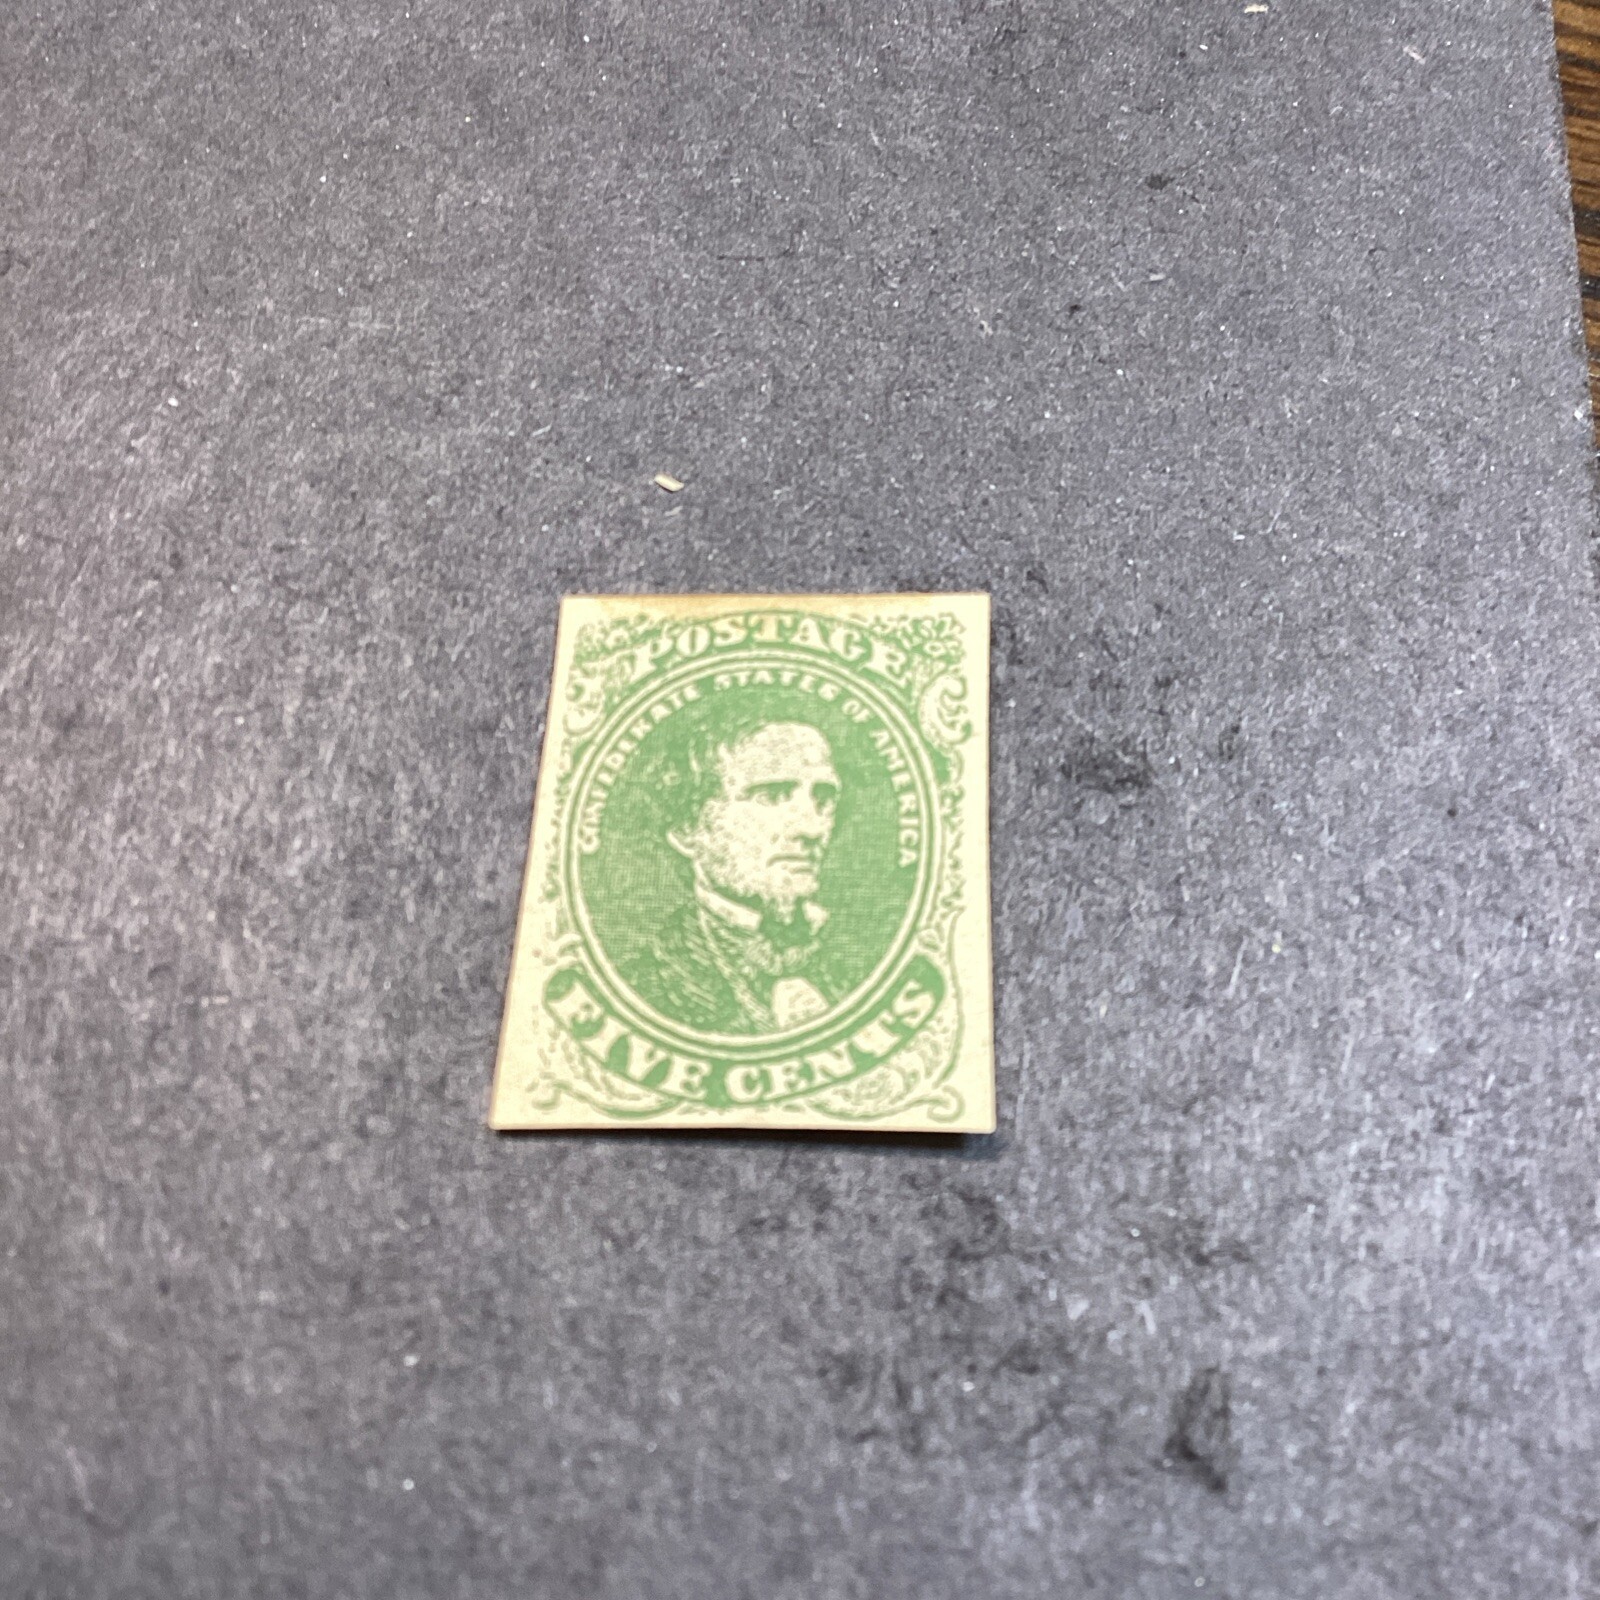 POSTAGE
CONFEDERATE STATES OF AMERICA
FIVE CENTS